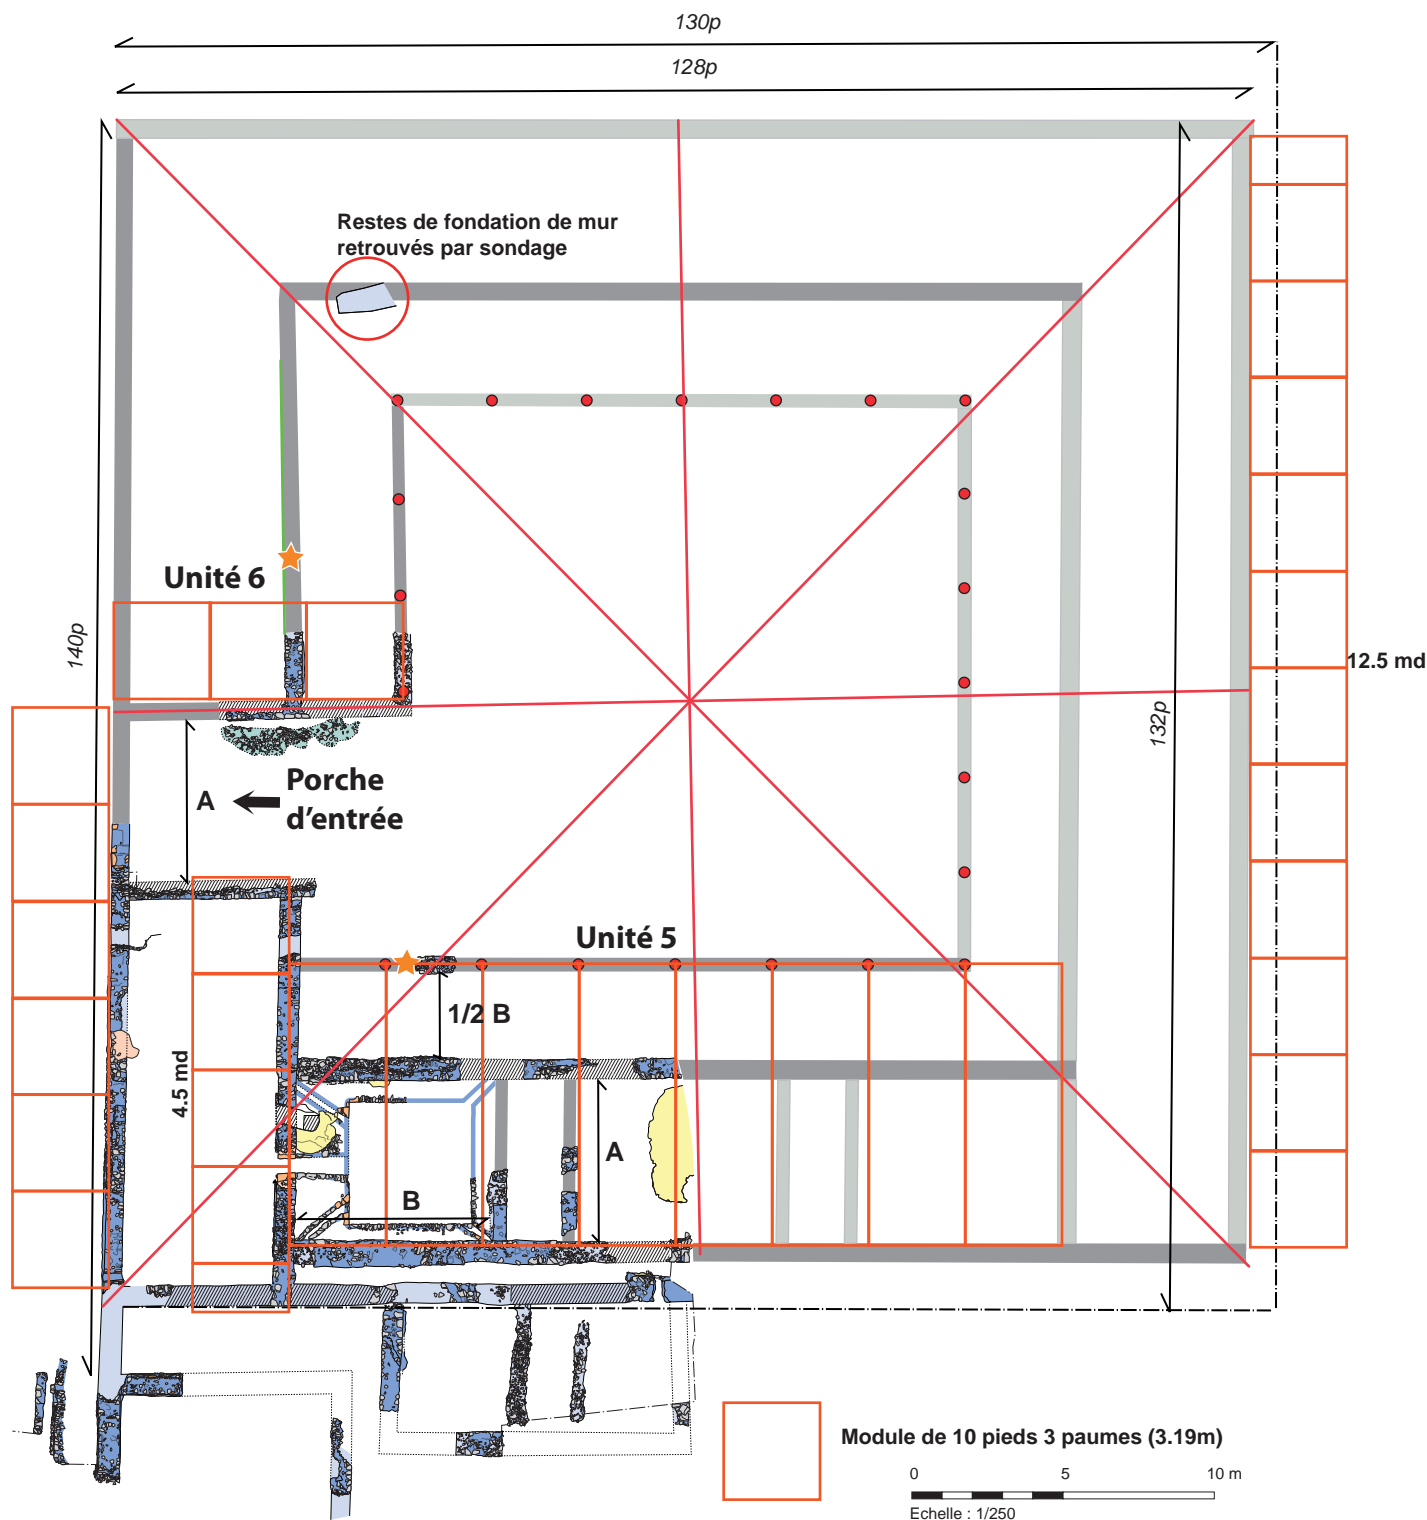 130p
128p
Restes de fondation de mur
retrouvés par sondage
Unité 6
140p
12.5 md
132p
A
Porche
d’entrée
Unité 5
1/2 B
4.5 md
A
B
Module de 10 pieds 3 paumes (3.19m)
0 5 10 m
Echelle : 1/250